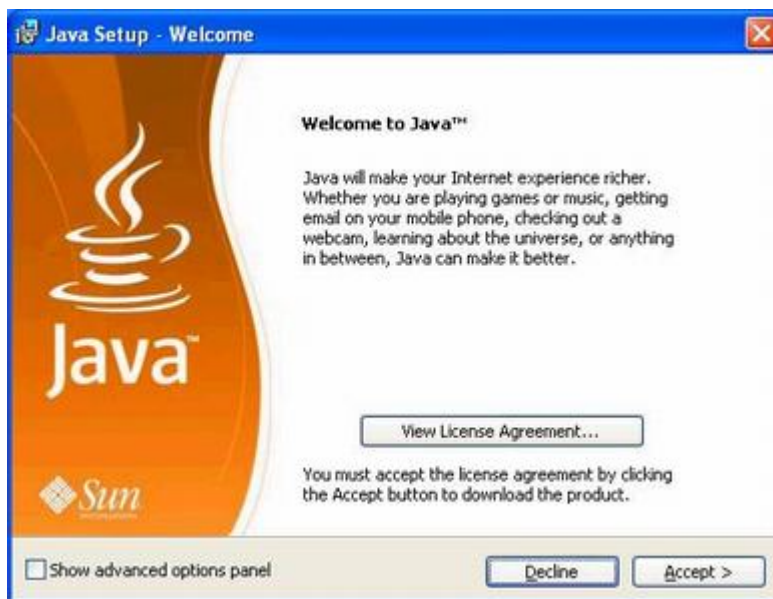 Java Setup - Welcome
Welcome to Java™
Java will make your Internet experience richer.
Whether you are playing games or music, getting
email on your mobile phone, checking out a
webcam, learning about the universe, or anything
in between, Java can make it better.
Java™
View License Agreement...
You must accept the license agreement by clicking
the Accept button to download the product.
Sun
Show advanced options panel
Decline
Accept >